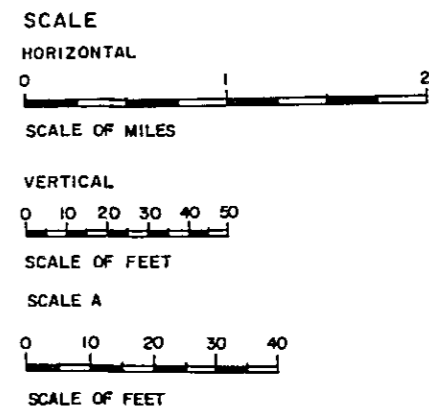 SCALE
HORIZONTAL
0 1 2
SCALE OF MILES
VERTICAL
0 10 20 30 40 50
SCALE OF FEET
SCALE A
0 10 20 30 40
SCALE OF FEET